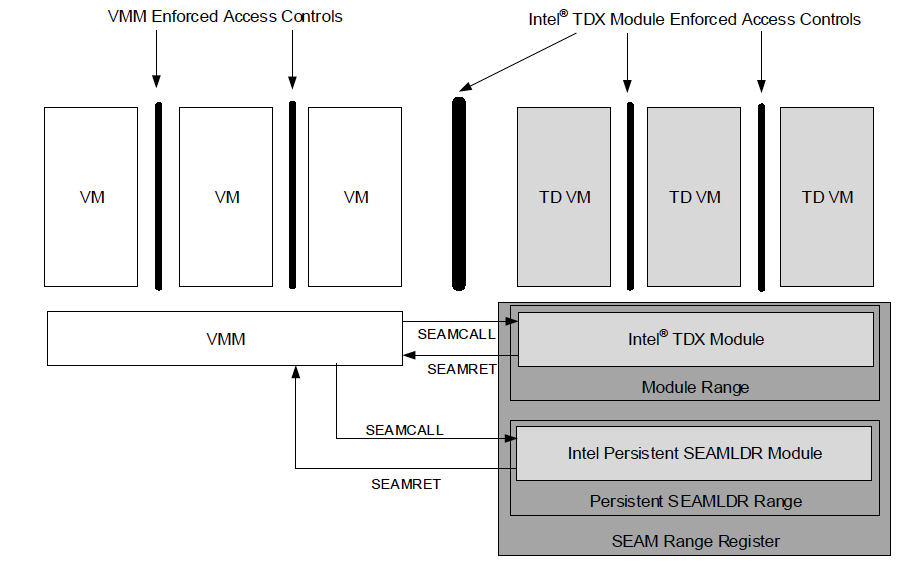 VMM Enforced Access Controls
Intel® TDX Module Enforced Access Controls
VM
VM
VM
TD VM
TD VM
TD VM
VMM
SEAMCALL
SEAMRET
Intel® TDX Module
Module Range
SEAMCALL
SEAMRET
Intel Persistent SEAMLDR Module
Persistent SEAMLDR Range
SEAM Range Register